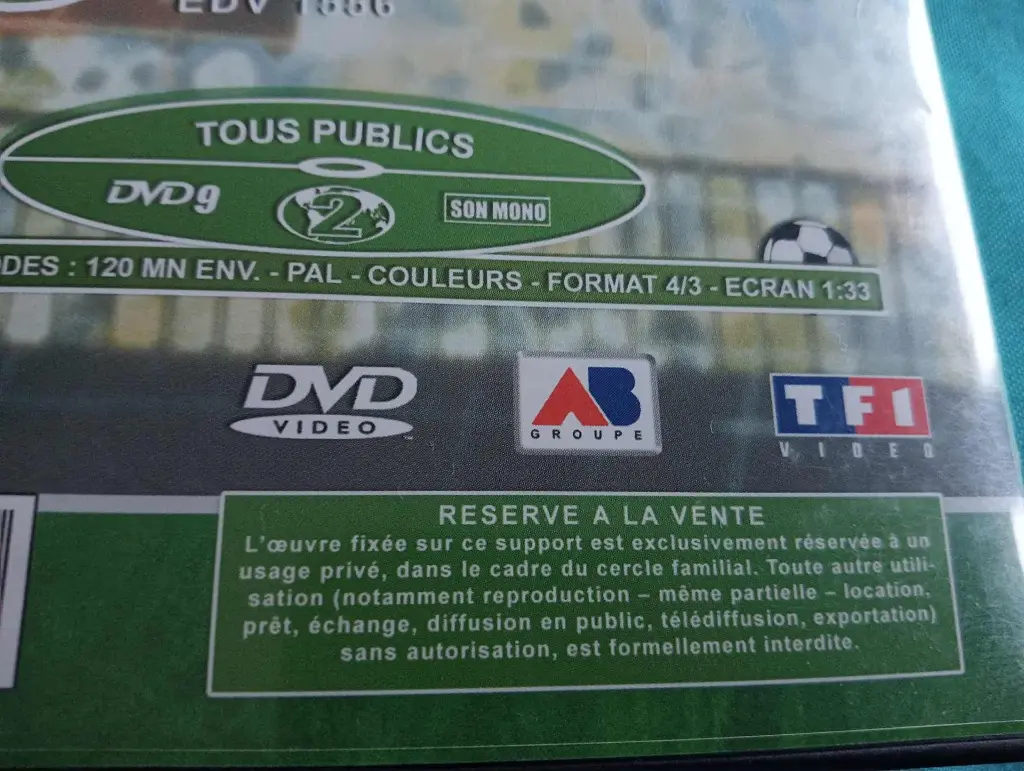 EDV 1556
TOUS PUBLICS
DVD9
2
SON MONO
DES : 120 MN ENV. - PAL - COULEURS - FORMAT 4/3 - ECRAN 1:33
DVD
VIDEO
AB
GROUPE
TF1
VIDEO
RESERVE A LA VENTE
L'œuvre fixée sur ce support est exclusivement réservée à un
usage privé, dans le cadre du cercle familial. Toute autre utili-
sation (notamment reproduction – même partielle – location,
prêt, échange, diffusion en public, télédiffusion, exportation)
sans autorisation, est formellement interdite.